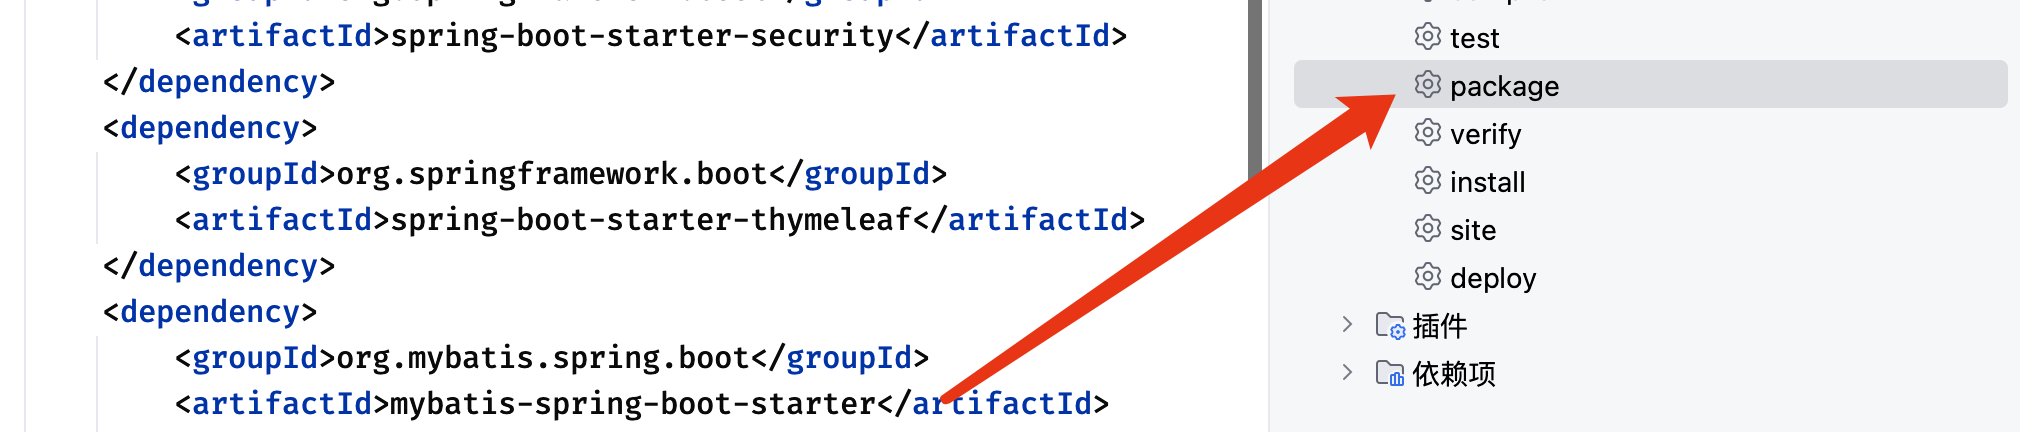 <artifactId>spring-boot-starter-security</artifactId>
</dependency>
<dependency>
<groupId>org.springframework.boot</groupId>
<artifactId>spring-boot-starter-thymeleaf</artifactId>
</dependency>
<dependency>
<groupId>org.mybatis.spring.boot</groupId>
<artifactId>mybatis-spring-boot-starter</artifactId>
test
package
verify
install
site
deploy
插件
依赖项